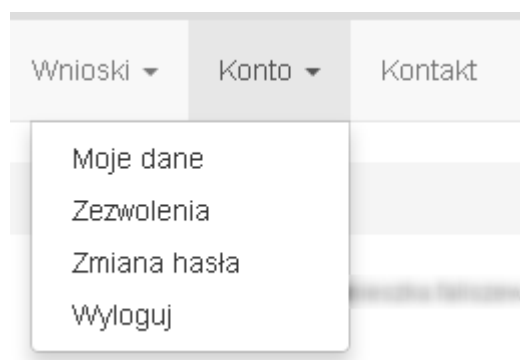 Wnioski Konto Kontakt
Moje dane
Zezwolenia
Zmiana hasła
Wyloguj